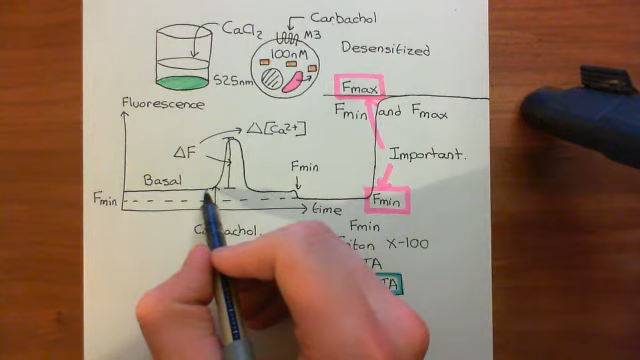 CaCl2
Carbachol
M3
100nM
Desensitized
525nm
Fmax
Fluorescence
Fmin and Fmax
Δ[Ca2+]
ΔF
Important.
Fmin
Basal
Fmin
Fmin
time
Fmin
X-100